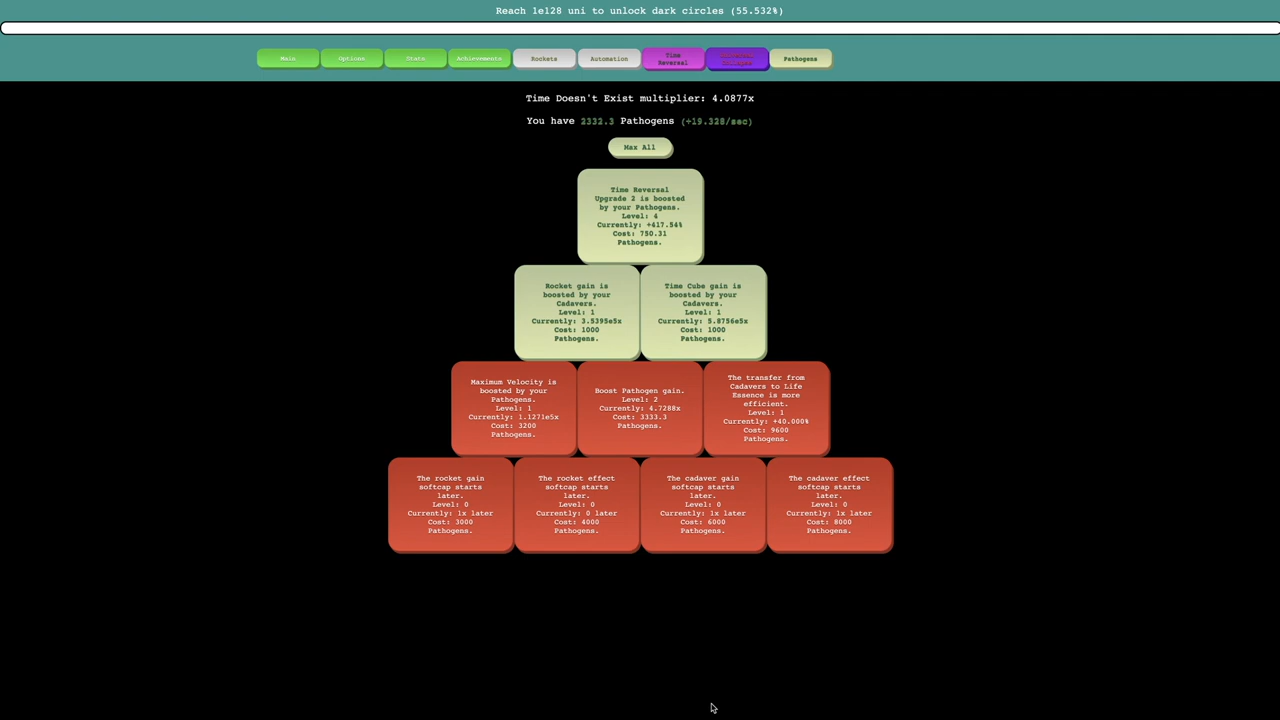 Reach 1e128 uni to unlock dark circles (55.532%)
Main
Options
Stats
Achievements
Rockets
Automation
Time
Reversal
Universal
Collapse
Pathogens
Time Doesn't Exist multiplier: 4.0877x
You have 2332.3 Pathogens (+19.328/sec)
Max All
Time Reversal
Upgrade 2 is boosted
by your Pathogens.
Level: 4
Currently: +417.54%
Cost: 750.31
Pathogens.
Rocket gain is
boosted by your
Cadavers.
Level: 1
Currently: 3.5395e5x
Cost: 1000
Pathogens.
Time Cube gain is
boosted by your
Cadavers.
Level: 1
Currently: 5.8756e5x
Cost: 1000
Pathogens.
Maximum Velocity is
boosted by your
Pathogens.
Level: 1
Currently: 1.1271e5x
Cost: 3200
Pathogens.
Boost Pathogen gain.
Level: 2
Currently: 4.7288x
Cost: 3333.3
Pathogens.
The transfer from
Cadavers to Life
Essence is more
efficient.
Level: 1
Currently: +40.000%
Cost: 9600
Pathogens.
The rocket gain
softcap starts
later.
Level: 0
Currently: 1x later
Cost: 3000
Pathogens.
The rocket effect
softcap starts
later.
Level: 0
Currently: 0 later
Cost: 4000
Pathogens.
The cadaver gain
softcap starts
later.
Level: 0
Currently: 1x later
Cost: 6000
Pathogens.
The cadaver effect
softcap starts
later.
Level: 0
Currently: 1x later
Cost: 8000
Pathogens.